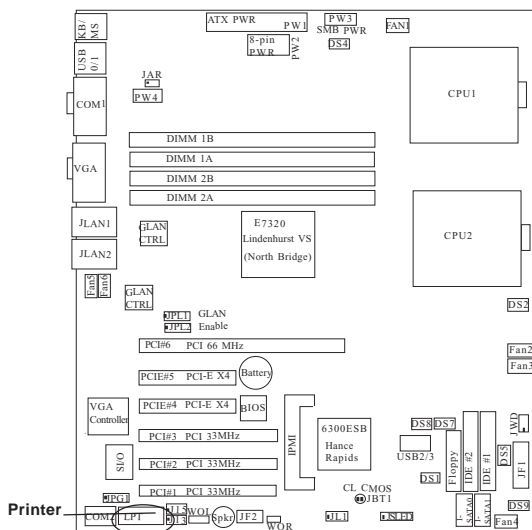 ATX PWR
PW1
PW3
SMB PWR
FAN1
KB/
MS
8-pin
PWR
PW2
DS4
USB
0/1
JAR
PW4
COM1
CPU1
DIMM 1B
DIMM 1A
DIMM 2B
DIMM 2A
VGA
JLAN1
GLAN
CTRL
E7320
Lindenhurst VS
(North Bridge)
CPU2
JLAN2
Fan5
Fan6
GLAN
CTRL
DS2
JPL1
GLAN
JPL2
Enable
PCI#6 PCI 66 MHz
Fan2
Fan3
PCIE#5 PCI-E X4
Battery
VGA
Controller
PCIE#4 PCI-E X4
BIOS
IPMI
6300ESB
Hance
Rapids
DS8
DS7
JWD
PCI#3 PCI 33MHz
USB2/3
Floppy
IDE #2
IDE #1
DS5
JF1
SI/O
PCI#2 PCI 33MHz
DS1
PCI#1 PCI 33MHz
CL CMOS
JBT1
JPG1
Printer
COM2
LPT
J15
J13
WOL
Spkr
JF2
WOR
JL1
JSLED
I-
SATA0
I-
SATA1
DS9
Fan4